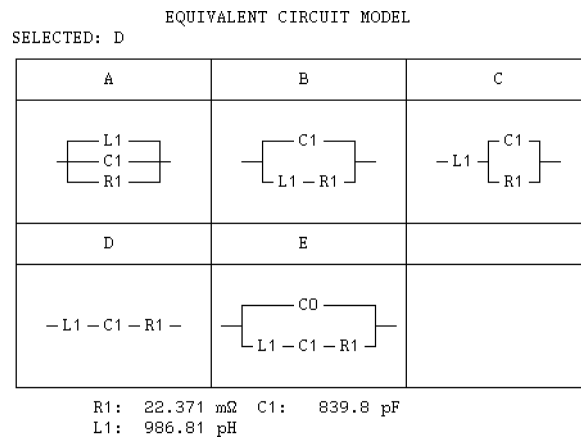 EQUIVALENT CIRCUIT MODEL
SELECTED: D
A B C
L1 C1 C1
C1 L1
R1 L1 R1 R1
D E
C0
L1 C1 R1
L1 C1 R1
R1: 22.371 mΩ C1: 839.8 pF
L1: 986.81 pH